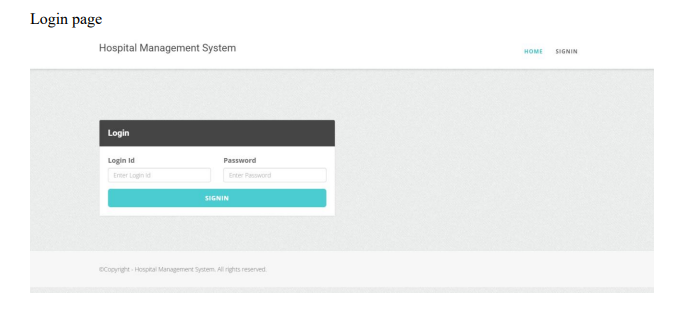 Login page
Hospital Management System
HOME SIGNIN
Login
Login Id Password
Enter Login Id Enter Password
SIGNIN
©Copyright - Hospital Management System. All rights reserved.